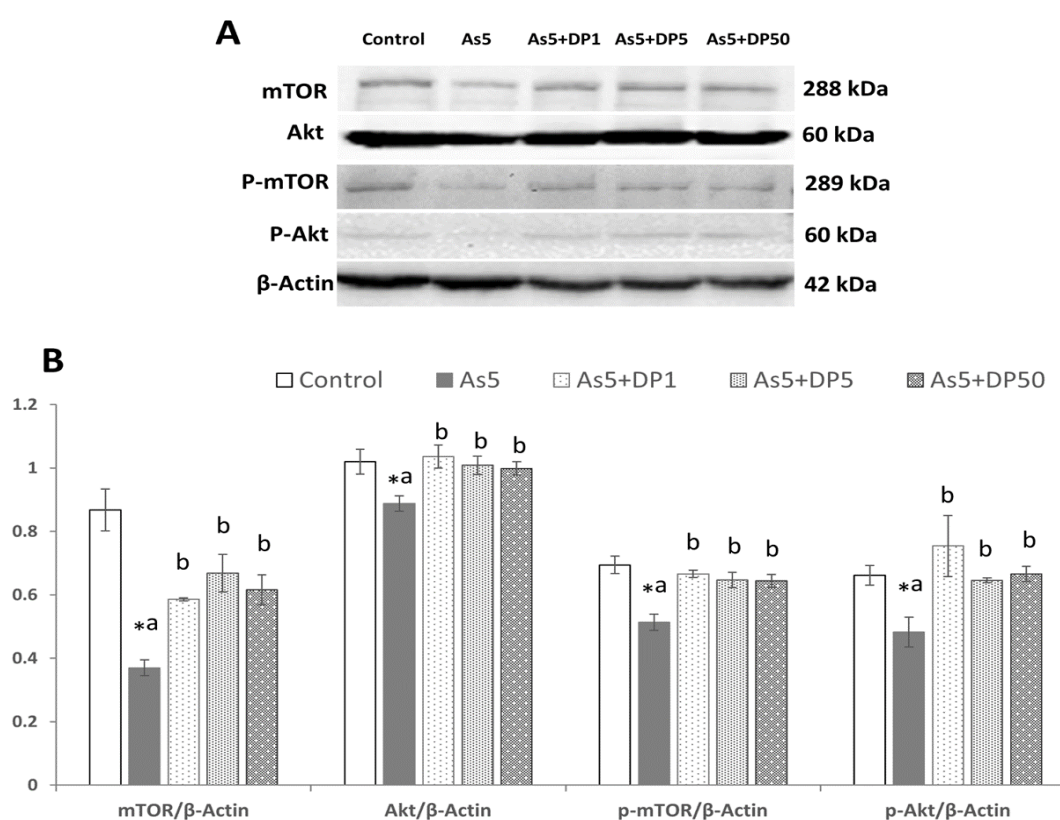 A
Control As5 As5+DP1 As5+DP5 As5+DP50
mTOR 288 kDa
Akt 60 kDa
P-mTOR 289 kDa
P-Akt 60 kDa
β-Actin 42 kDa
B
Control As5 As5+DP1 As5+DP5 As5+DP50
1.2
1
0.8
0.6
0.4
0.2
0
*a b b b
*a b b b
*a b b b
*a b b b
mTOR/β-Actin Akt/β-Actin p-mTOR/β-Actin p-Akt/β-Actin